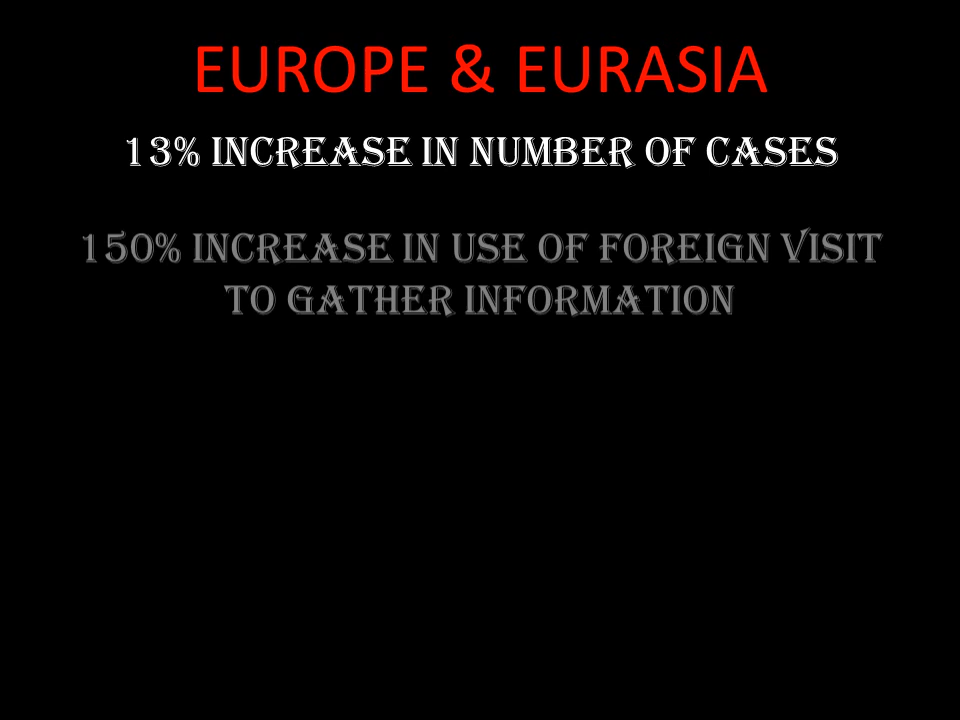 EUROPE & EURASIA
13% INCREASE IN NUMBER OF CASES
150% INCREASE IN USE OF FOREIGN VISIT
TO GATHER INFORMATION